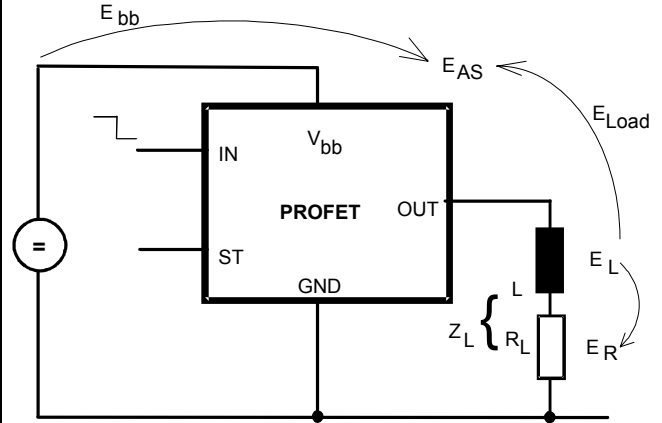 E bb
E AS
E Load
V bb
IN
PROFET
OUT
ST
=
GND
E L
L
Z L { R L
E R